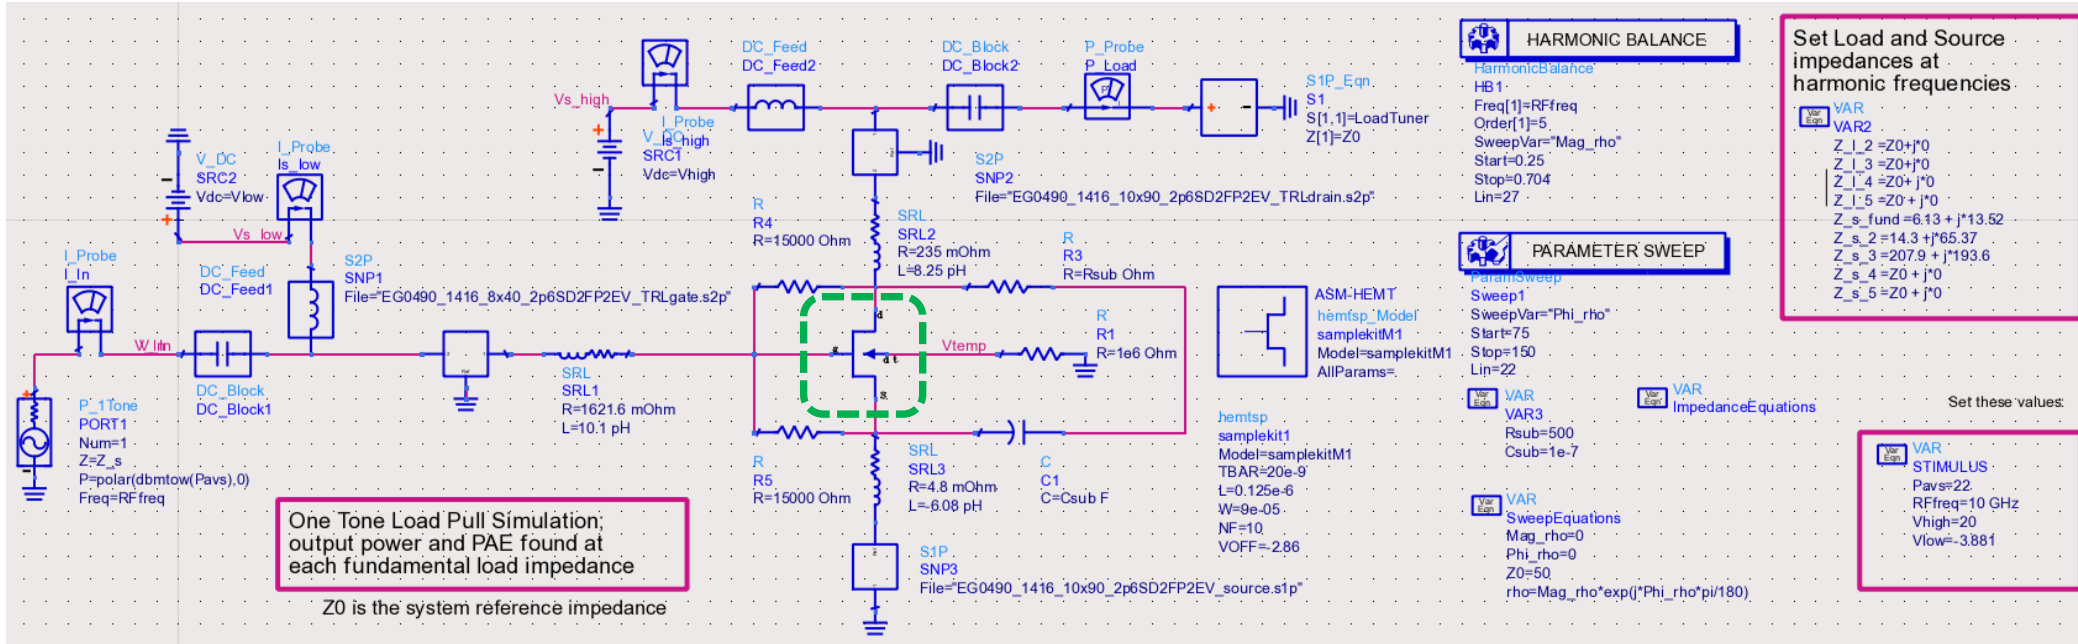 I_Probe
I_In
W_Inn
P_1Tone
PORT1
Num=1
Z=Z_s
P=polar(dbmtow(Pavs),0)
Freq=RFfreq
V_DC
SRC2
Vdc=Vlow
Vs_low
I_Probe
Is_low
DC_Feed
DC_Feed1
DC_Block
DC_Block1
S2P
SNP1
File="EG0490_1416_8x40_2p6SD2FP2EV_TRLgate.s2p"
Ref
SRL
SRL1
R=1621.6 mOhm
L=10.1 pH
One Tone Load Pull Simulation;
output power and PAE found at
each fundamental load impedance
Z0 is the system reference impedance
Vs_high
I_Probe
Is_high
V_DC
SRC1
Vdc=Vhigh
DC_Feed
DC_Feed2
DC_Block
DC_Block2
P_Probe
P_Load
S1P_Eqn
S1
S[1,1]=LoadTuner
Z[1]=Z0
S2P
SNP2
File="EG0490_1416_10x90_2p6SD2FP2EV_TRLdrain.s2p"
R
R4
R=15000 Ohm
SRL
SRL2
R=235 mOhm
L=8.25 pH
R
R3
R=Rsub Ohm
d
g
dt
s
Vtemp
R
R1
R=1e6 Ohm
R
R5
R=15000 Ohm
SRL
SRL3
R=4.8 mOhm
L=-6.08 pH
C
C1
C=Csub F
S1P
SNP3
File="EG0490_1416_10x90_2p6SD2FP2EV_source.s1p"
ASM-HEMT
hemtsp_Model
samplekitM1
Model=samplekitM1
AllParams=
hemtsp
samplekit1
Model=samplekitM1
TBAR=20e-9
L=0.125e-6
W=9e-05
NF=10
VOFF=-2.86
HARMONIC BALANCE
HarmonicBalance
HB1
Freq[1]=RFfreq
Order[1]=5
SweepVar="Mag_rho"
Start=0.25
Stop=0.704
Lin=27
PARAMETER SWEEP
ParamSweep
Sweep1
SweepVar="Phi_rho"
Start=75
Stop=150
Lin=22
Var
Eqn
VAR
VAR3
Rsub=500
Csub=1e-7
Var
Eqn
VAR
ImpedanceEquations
Var
Eqn
VAR
SweepEquations
Mag_rho=0
Phi_rho=0
Z0=50
rho=Mag_rho*exp(j*Phi_rho*pi/180)
Set Load and Source
impedances at
harmonic frequencies
Var
Eqn
VAR
VAR2
Z_l_2 =Z0+j*0
Z_l_3 =Z0+j*0
Z_l_4 =Z0+ j*0
Z_l_5 =Z0 + j*0
Z_s_fund =6.13 + j*13.52
Z_s_2 =14.3 +j*65.37
Z_s_3 =207.9 + j*193.6
Z_s_4 =Z0 + j*0
Z_s_5 =Z0 + j*0
Set these values:
Var
Eqn
VAR
STIMULUS
Pavs=22
RFfreq=10 GHz
Vhigh=20
Vlow=-3.881